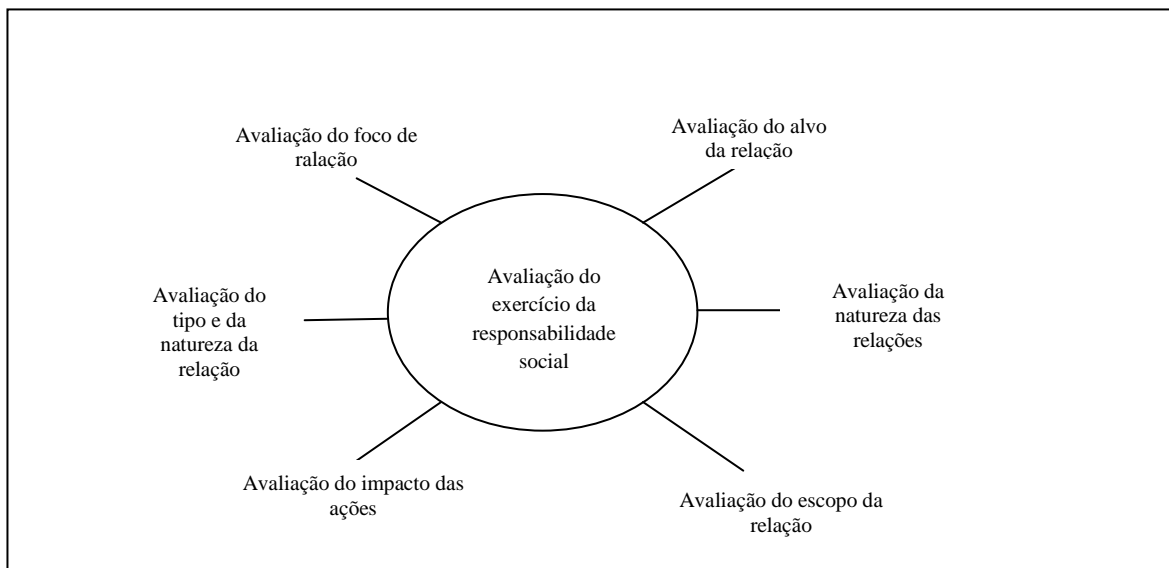 Avaliação do foco de
ralação
Avaliação do alvo
da relação
Avaliação do
exercício da
responsabilidade
social
Avaliação do
tipo e da
natureza da
relação
Avaliação da
natureza das
relações
Avaliação do impacto das
ações
Avaliação do escopo da
relação